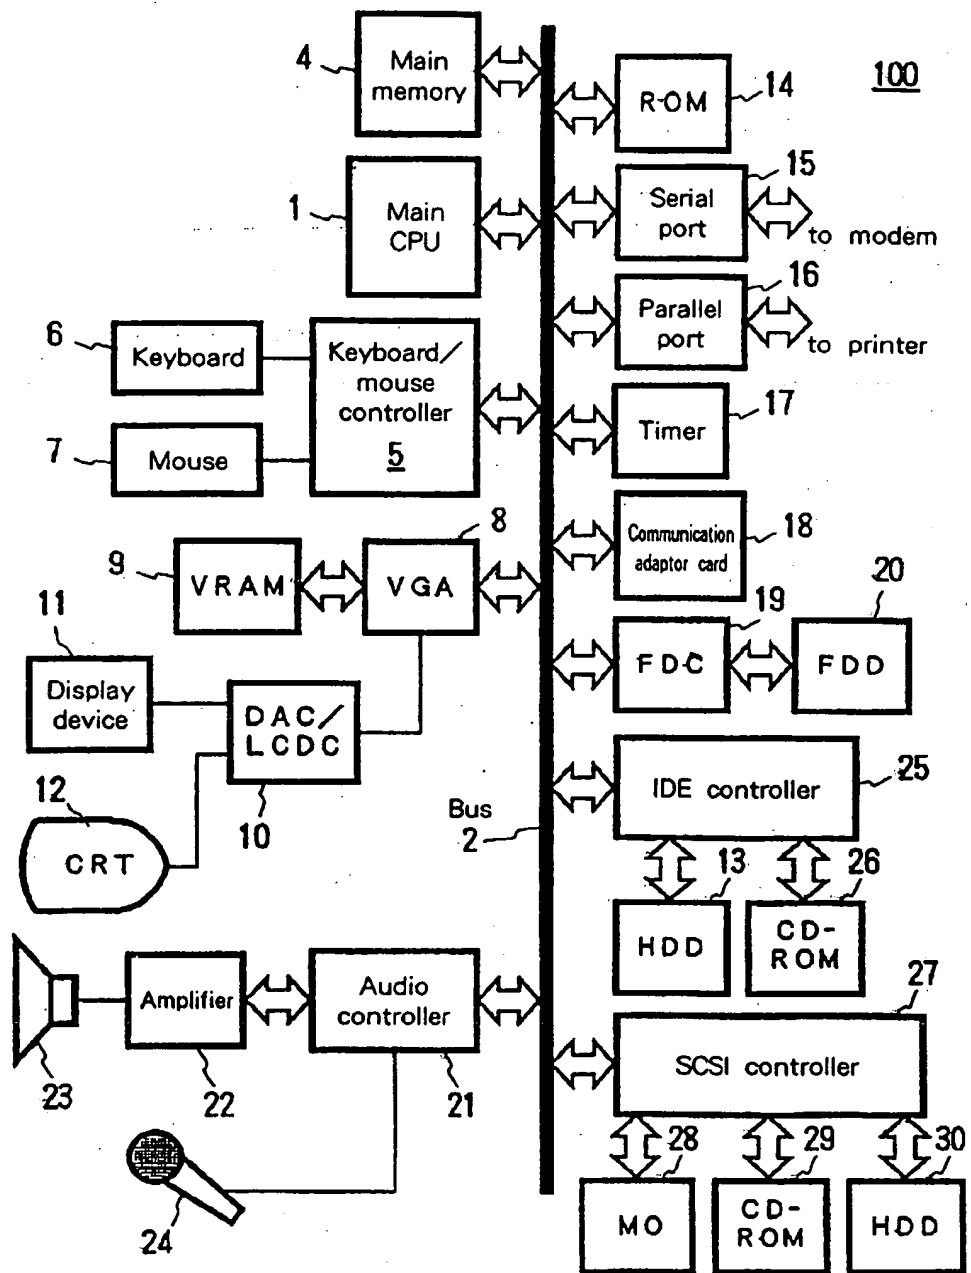 4
Main
memory
ROM
14
100
1
Main
CPU
15
Serial
port
to modem
16
Parallel
port
to printer
6
Keyboard
Keyboard/
mouse
controller
5
7
Mouse
17
Timer
8
9
VRAM
VGA
Communication
adaptor card
18
11
Display
device
19
FDC
20
FDD
DAC/
LCDC
10
12
CRT
Bus
2
IDE controller
25
13
HDD
26
CD-
ROM
23
Amplifier
22
Audio
controller
21
27
SCSI controller
24
28
MO
29
CD-
ROM
30
HDD